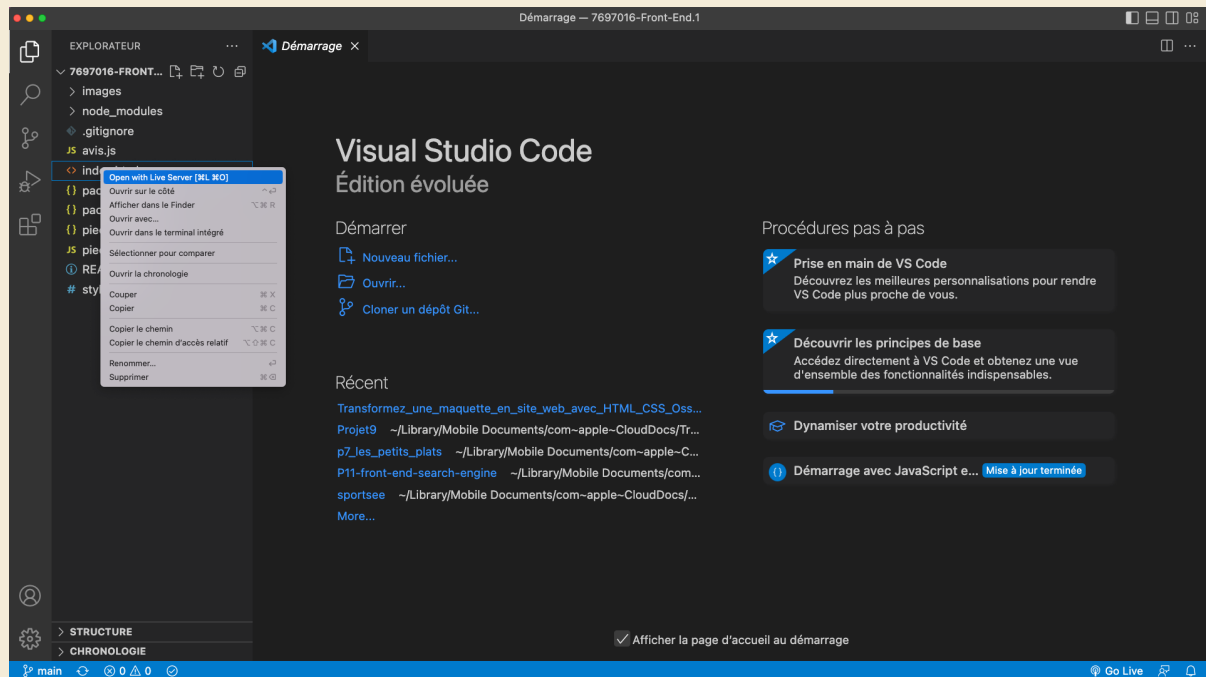 Démarrage — 7697016-Front-End.1
EXPLORATEUR
Démarrage
7697016-FRONT...
images
node_modules
.gitignore
JS avis.js
<>
Open with Live Server [⌘L ⌘O]
Ouvrir sur le côté ^⏎
Afficher dans le Finder ⌥⌘ R
Ouvrir avec...
Ouvrir dans le terminal intégré
Sélectionner pour comparer
Ouvrir la chronologie
Couper ⌘ X
Copier ⌘ C
Copier le chemin ⌥⌘ C
Copier le chemin d'accès relatif ⌥⇧⌘ C
Renommer... ⏎
Supprimer ⌘⌫
{} pac
{} pac
{} pie
JS pie
REA
# sty
STRUCTURE
CHRONOLOGIE
Visual Studio Code
Édition évoluée
Démarrer
Nouveau fichier...
Ouvrir...
Cloner un dépôt Git...
Récent
Transformez_une_maquette_en_site_web_avec_HTML_CSS_Oss...
Projet9 ~/Library/Mobile Documents/com~apple~CloudDocs/Tr...
p7_les_petits_plats ~/Library/Mobile Documents/com~apple~C...
P11-front-end-search-engine ~/Library/Mobile Documents/com...
sportsee ~/Library/Mobile Documents/com~apple~CloudDocs/...
More...
Procédures pas à pas
Prise en main de VS Code
Découvrez les meilleures personnalisations pour rendre
VS Code plus proche de vous.
Découvrir les principes de base
Accédez directement à VS Code et obtenez une vue
d'ensemble des fonctionnalités indispensables.
Dynamiser votre productivité
Démarrage avec JavaScript e... Mise à jour terminée
Afficher la page d'accueil au démarrage
main 0 0 Go Live